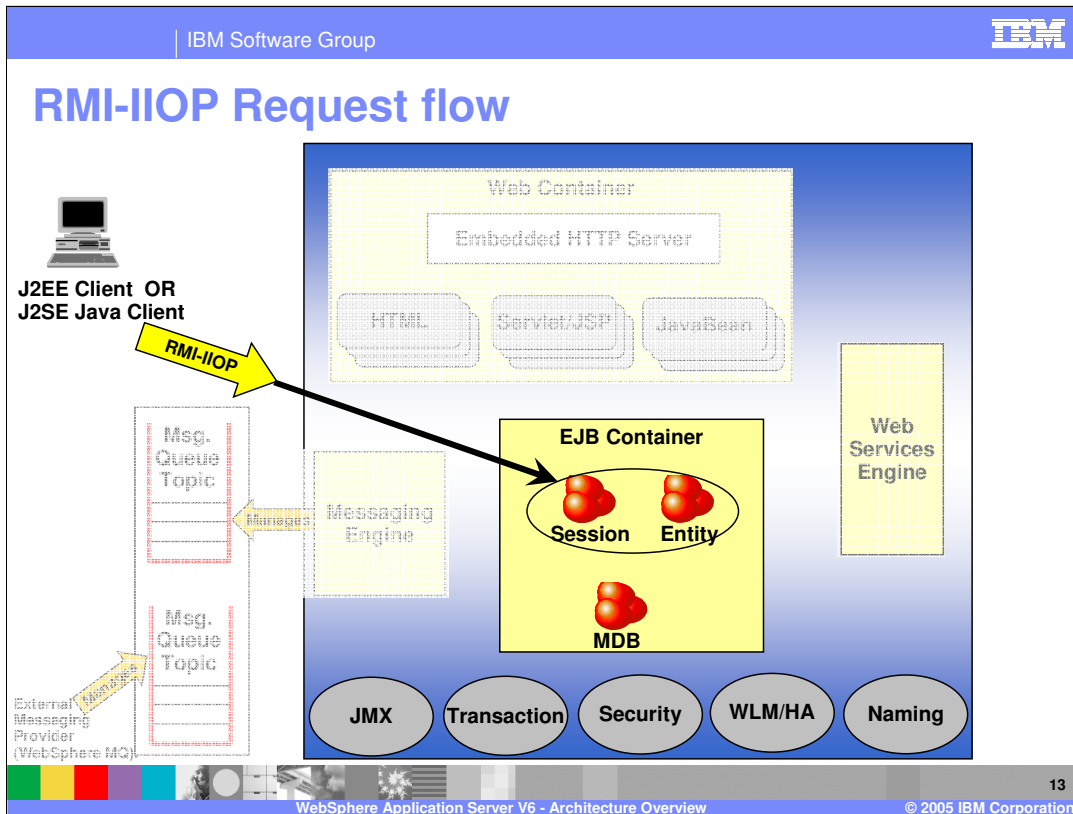 IBM Software Group
IBM
RMI-IIOP Request flow
Web Container
Embedded HTTP Server
HTML
Servlet/JSP
JavaBean
J2EE Client OR
J2SE Java Client
RMI-IIOP
Msg.
Queue
Topic
Manage
Messaging
Engine
EJB Container
Session
Entity
MDB
Web
Services
Engine
Msg.
Queue
Topic
Manage
External
Messaging
Provider
(WebSphere MQ)
JMX
Transaction
Security
WLM/HA
Naming
13
WebSphere Application Server V6 - Architecture Overview
© 2005 IBM Corporation